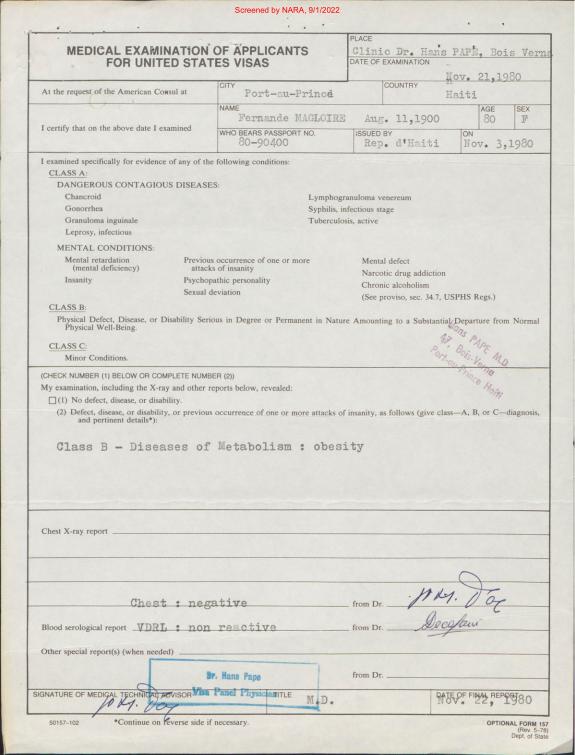 Screened by NARA, 9/1/2022
MEDICAL EXAMINATION OF APPLICANTS
FOR UNITED STATES VISAS
PLACE
Clinic Dr. Hans PAPE, Bois Verna
DATE OF EXAMINATION
Nov. 21,1980
At the request of the American Consul at
CITY
Port-au-Prince
COUNTRY
Haiti
I certify that on the above date I examined
NAME
Fernande MAGLOIRE Aug. 11,1900
AGE
80
SEX
F
WHO BEARS PASSPORT NO.
80-90400
ISSUED BY
Rep. d'Haiti
ON
Nov. 3,1980
I examined specifically for evidence of any of the following conditions:
CLASS A:
DANGEROUS CONTAGIOUS DISEASES:
Chancroid
Gonorrhea
Granuloma inguinale
Leprosy, infectious
Lymphogranuloma venereum
Syphilis, infectious stage
Tuberculosis, active
MENTAL CONDITIONS:
Mental retardation
(mental deficiency)
Insanity
Previous occurrence of one or more
attacks of insanity
Psychopathic personality
Sexual deviation
Mental defect
Narcotic drug addiction
Chronic alcoholism
(See proviso, sec. 34.7, USPHS Regs.)
CLASS B:
Physical Defect, Disease, or Disability Serious in Degree or Permanent in Nature Amounting to a Substantial Departure from Normal
Physical Well-Being.
CLASS C:
Minor Conditions.
Hans PAPE M.D
47, Bois-Verna
Port-au-Prince Haiti
(CHECK NUMBER (1) BELOW OR COMPLETE NUMBER (2))
My examination, including the X-ray and other reports below, revealed:
(1) No defect, disease, or disability.
(2) Defect, disease, or disability, or previous occurrence of one or more attacks of insanity, as follows (give class—A, B, or C—diagnosis,
and pertinent details*):
Class B - Diseases of Metabolism : obesity
Chest X-ray report
Chest : negative
from Dr.
Blood serological report VDRL : non reactive
from Dr.
Other special report(s) (when needed)
from Dr.
Dr. Hans Pape
Visa Panel Physician
SIGNATURE OF MEDICAL TECHNICAL ADVISOR
TITLE
M.D.
DATE OF FINAL REPORT
Nov. 22, 1980
50157-102
*Continue on reverse side if necessary.
OPTIONAL FORM 157
(Rev. 5-78)
Dept. of State